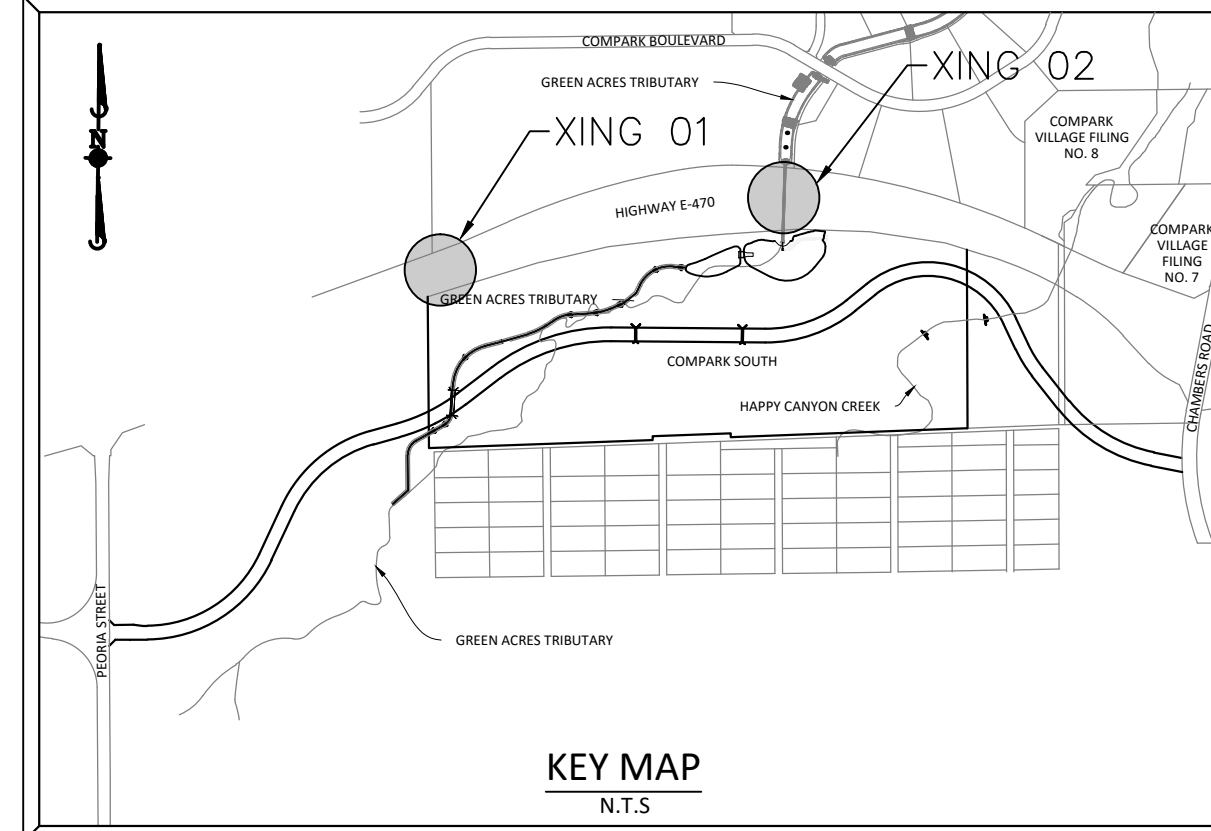 COMPARK BOULEVARD
GREEN ACRES TRIBUTARY
XING 02
XING 01
N
COMPARK
VILLAGE FILING
NO. 8
HIGHWAY E-470
COMPARK
VILLAGE
FILING
NO. 7
GREEN ACRES TRIBUTARY
COMPARK SOUTH
CHAMBERS ROAD
HAPPY CANYON CREEK
PEORIA STREET
GREEN ACRES TRIBUTARY
KEY MAP
N.T.S